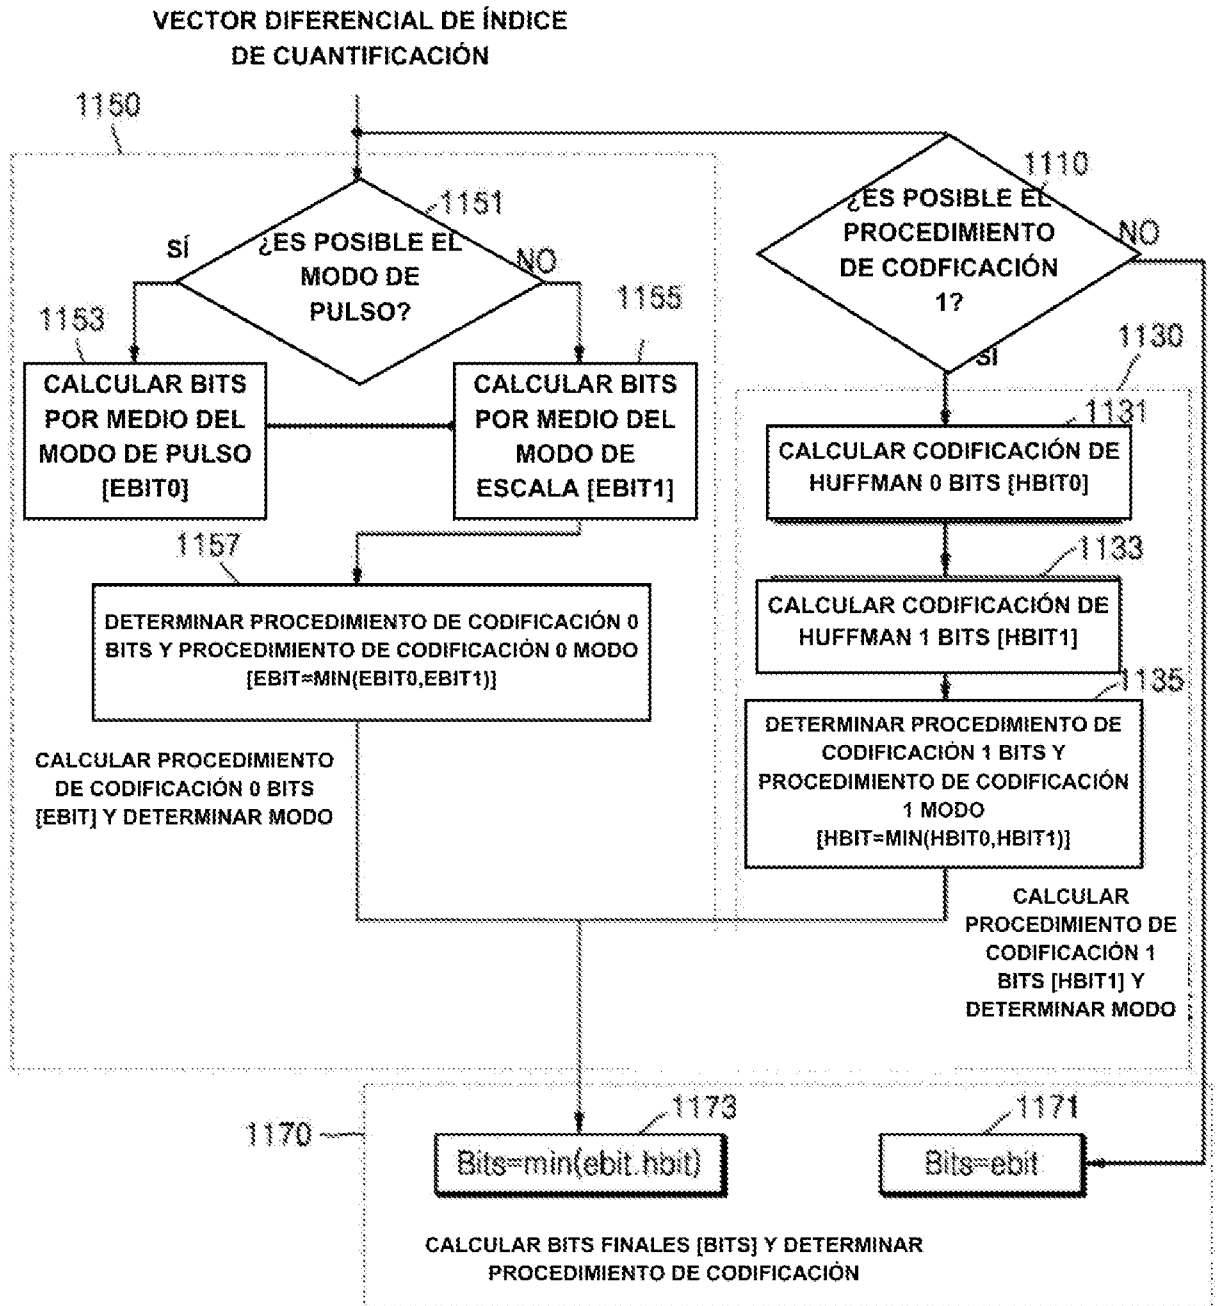 VECTOR DIFERENCIAL DE ÍNDICE
DE CUANTIFICACIÓN
1150
1151
¿ES POSIBLE EL
MODO DE
PULSO?
SÍ
NO
1110
¿ES POSIBLE EL
PROCEDIMIENTO
DE CODFICACIÓN
1?
NO
SÍ
1153
CALCULAR BITS
POR MEDIO DEL
MODO DE PULSO
[EBIT0]
1155
CALCULAR BITS
POR MEDIO DEL
MODO DE
ESCALA [EBIT1]
1130
1131
CALCULAR CODIFICACIÓN DE
HUFFMAN 0 BITS [HBIT0]
1133
CALCULAR CODIFICACIÓN DE
HUFFMAN 1 BITS [HBIT1]
1157
DETERMINAR PROCEDIMIENTO DE CODIFICACIÓN 0
BITS Y PROCEDIMIENTO DE CODIFICACIÓN 0 MODO
[EBIT=MIN(EBIT0,EBIT1)]
1135
DETERMINAR PROCEDIMIENTO DE
CODIFICACIÓN 1 BITS Y
PROCEDIMIENTO DE CODIFICACIÓN
1 MODO
[HBIT=MIN(HBIT0,HBIT1)]
CALCULAR PROCEDIMIENTO
DE CODIFICACIÓN 0 BITS
[EBIT] Y DETERMINAR MODO
CALCULAR
PROCEDIMIENTO DE
CODIFICACIÓN 1
BITS [HBIT1] Y
DETERMINAR MODO
1170
1173
Bits=min(ebit.hbit)
1171
Bits=ebit
CALCULAR BITS FINALES [BITS] Y DETERMINAR
PROCEDIMIENTO DE CODIFICACIÓN